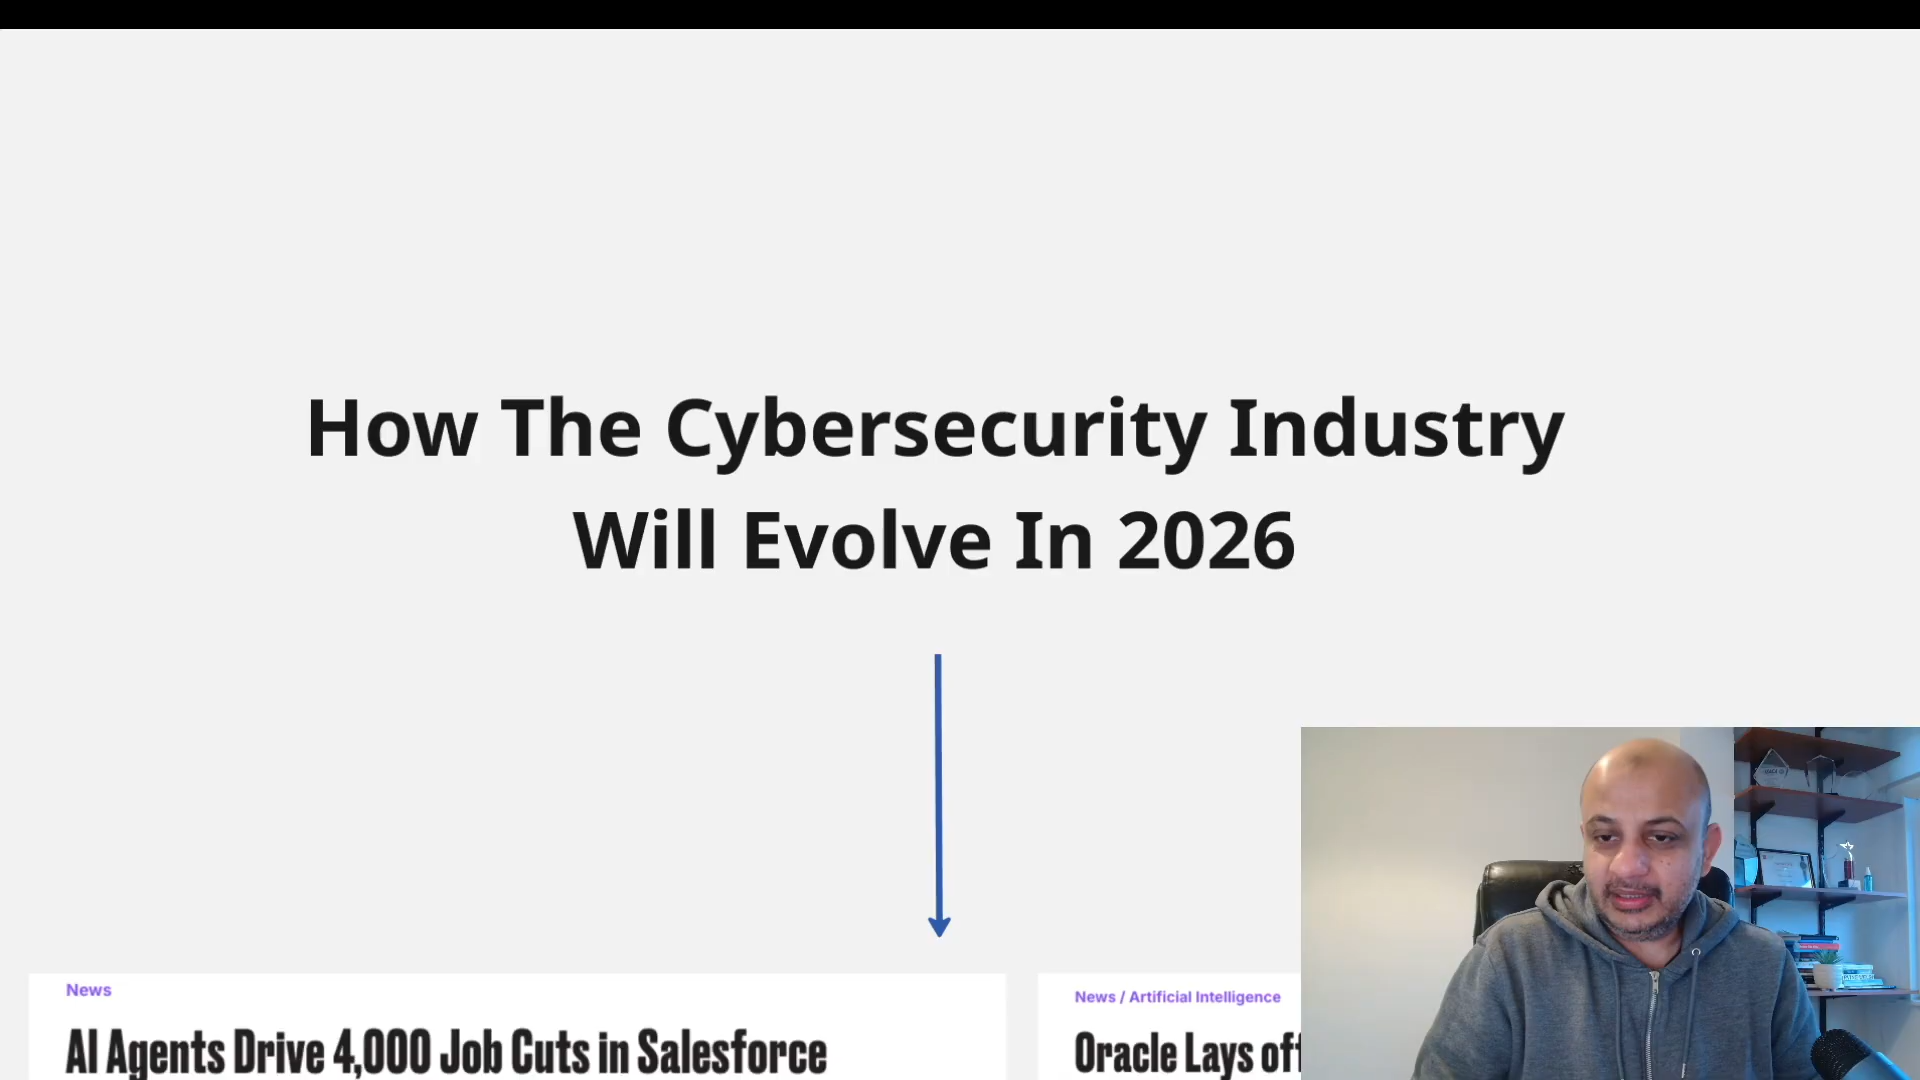 How The Cybersecurity Industry
Will Evolve In 2026
News
AI Agents Drive 4,000 Job Cuts in Salesforce
News / Artificial Intelligence
Oracle Lays off